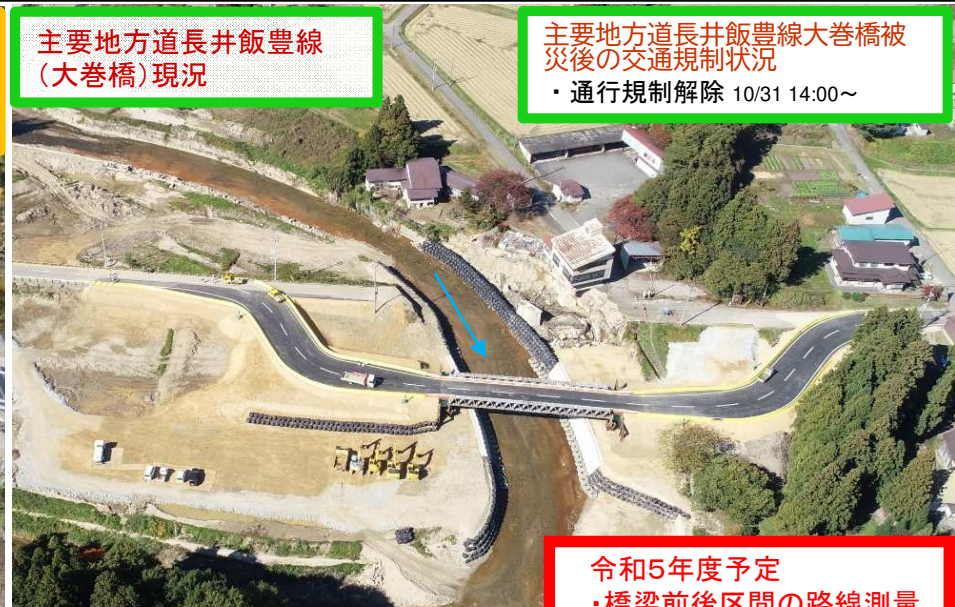 主要地方道長井飯豊線
（大巻橋）現況
主要地方道長井飯豊線大巻橋被
災後の交通規制状況
・通行規制解除 10/31 14:00～
令和5年度予定
・橋梁前後区間の路線測量